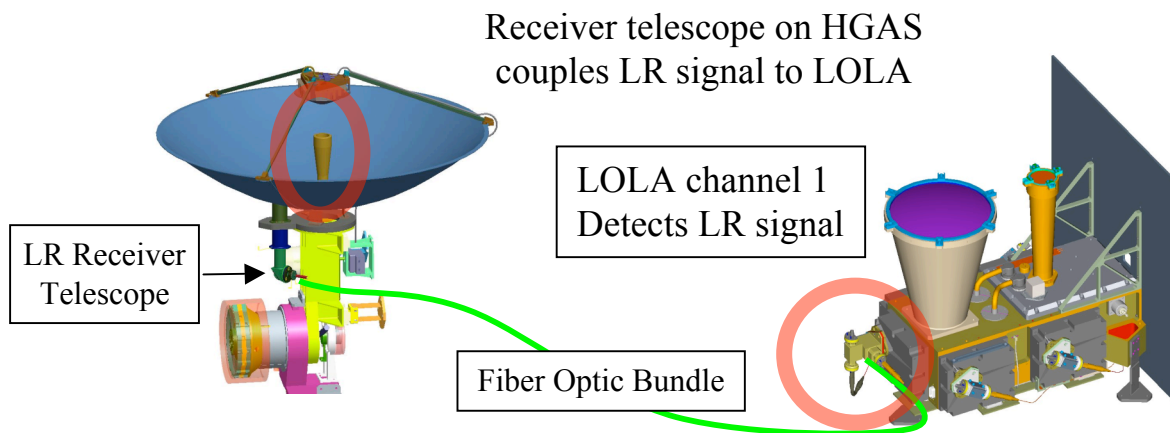 Receiver telescope on HGAS
couples LR signal to LOLA
LOLA channel 1
Detects LR signal
LR Receiver
Telescope
Fiber Optic Bundle